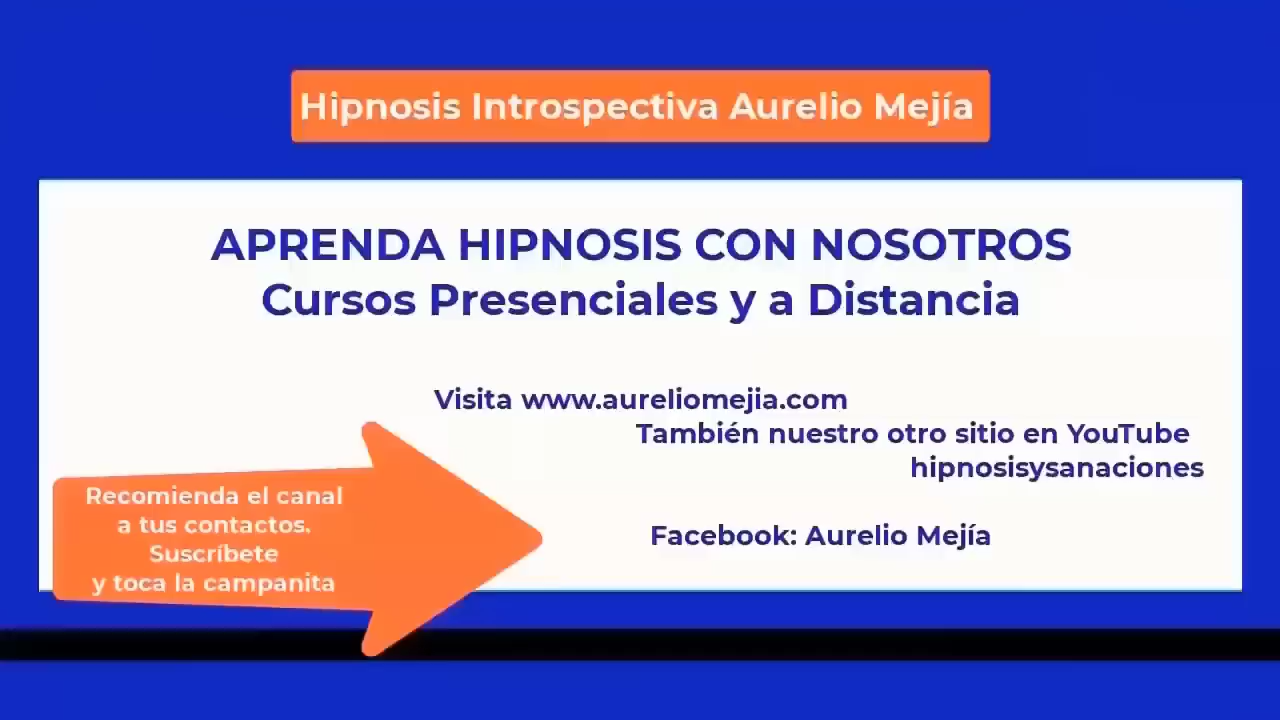 Hipnosis Introspectiva Aurelio Mejía
APRENDA HIPNOSIS CON NOSOTROS
Cursos Presenciales y a Distancia
Visita www.aureliomejia.com
También nuestro otro sitio en YouTube
hipnosisysanaciones
Recomienda el canal
a tus contactos.
Suscríbete
y toca la campanita
Facebook: Aurelio Mejía